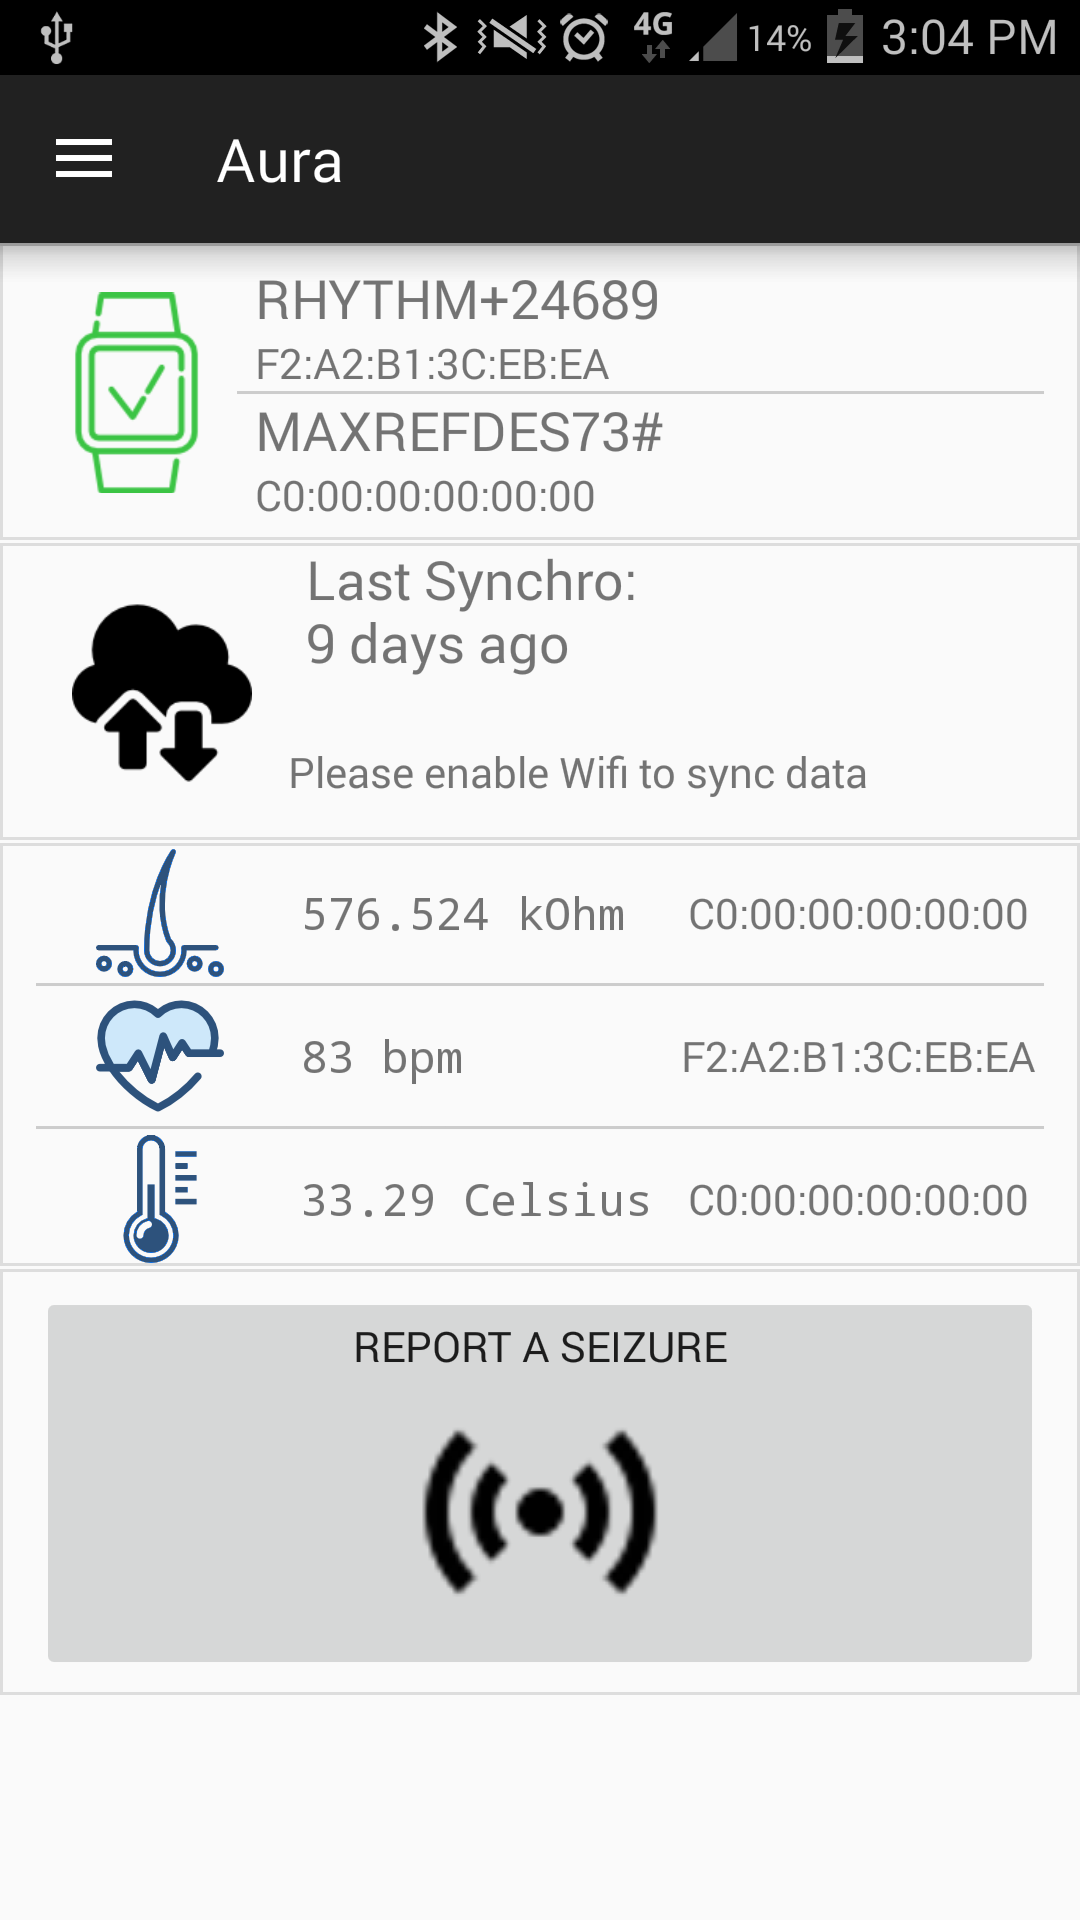 4G 14% 3:04 PM
Aura
RHYTHM+24689
F2:A2:B1:3C:EB:EA
MAXREFDES73#
C0:00:00:00:00:00
Last Synchro:
9 days ago
Please enable Wifi to sync data
576.524 kOhm C0:00:00:00:00:00
83 bpm F2:A2:B1:3C:EB:EA
33.29 Celsius C0:00:00:00:00:00
REPORT A SEIZURE